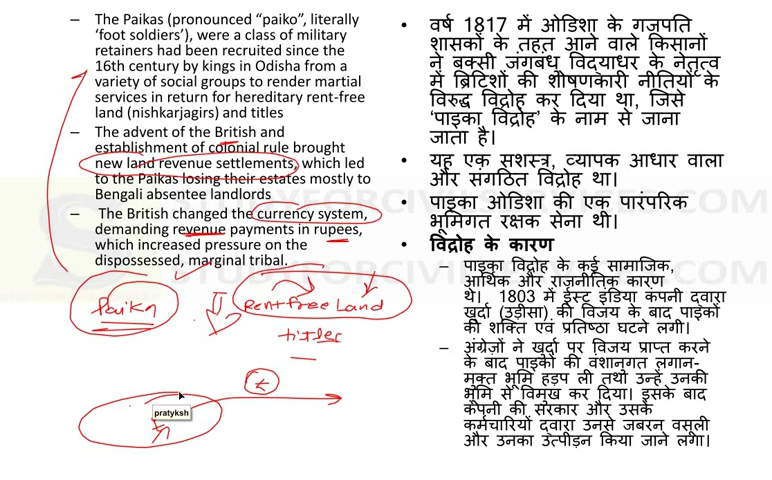 – The Paikas (pronounced "paiko", literally
'foot soldiers'), were a class of military
retainers had been recruited since the
16th century by kings in Odisha from a
variety of social groups to render martial
services in return for hereditary rent-free
land (nishkarjagirs) and titles
– The advent of the British and
establishment of colonial rule brought
new land revenue settlements, which led
to the Paikas losing their estates mostly to
Bengali absentee landlords
– The British changed the currency system,
demanding revenue payments in rupees,
which increased pressure on the
dispossessed, marginal tribal.
Paika
Rent free Land
titles
pratyksh
• वर्ष 1817 में ओडिशा के गजपति
शासकों के तहत आने वाले किसानों
ने बक्सी जगबंधु विद्याधर के नेतृत्व
में ब्रिटिशों की शोषणकारी नीतियों के
विरुद्ध विद्रोह कर दिया था, जिसे
'पाइका विद्रोह' के नाम से जाना
जाता है।
• यह एक सशस्त्र, व्यापक आधार वाला
और संगठित विद्रोह था।
• पाइका ओडिशा की एक पारंपरिक
भूमिगत रक्षक सेना थी।
• विद्रोह के कारण
– पाइका विद्रोह के कई सामाजिक,
आर्थिक और राजनीतिक कारण
थे। 1803 में ईस्ट इंडिया कंपनी द्वारा
खुर्दा (उड़ीसा) की विजय के बाद पाइकों
की शक्ति एवं प्रतिष्ठा घटने लगी।
– अंग्रेज़ों ने खुर्दा पर विजय प्राप्त करने
के बाद पाइकों की वंशानुगत लगान-
मुक्त भूमि हड़प ली तथा उन्हें उनकी
भूमि से विमुख कर दिया। इसके बाद
कंपनी की सरकार और उसके
कर्मचारियों द्वारा उनसे जबरन वसूली
और उनका उत्पीड़न किया जाने लगा।